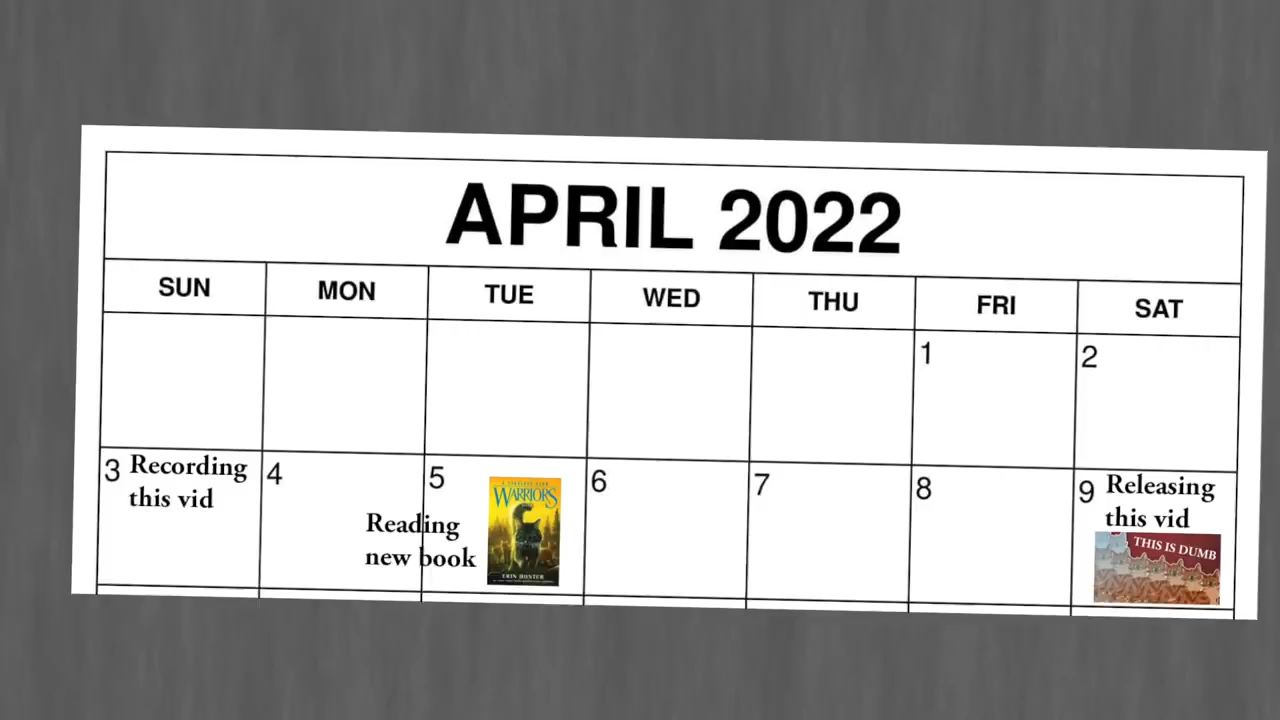 APRIL 2022
SUN MON TUE WED THU FRI SAT
1 2
3 Recording
this vid
4
5
Reading
new book
WARRIORS
ERIN HUNTER
6
7
8
9 Releasing
this vid
THIS IS DUMB